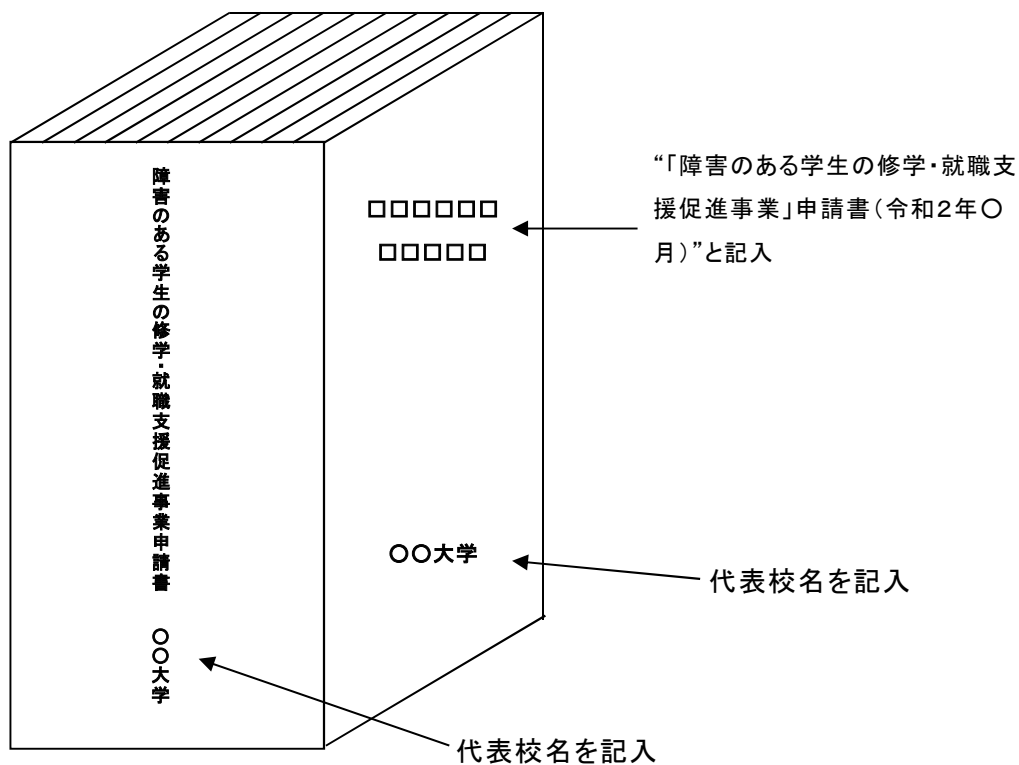 障害のある学生の修学・就職支援促進事業申請書　〇〇大学
□□□□□□
□□□□□
〇〇大学
“「障害のある学生の修学・就職支
援促進事業」申請書（令和２年〇
月）”と記入
代表校名を記入
代表校名を記入